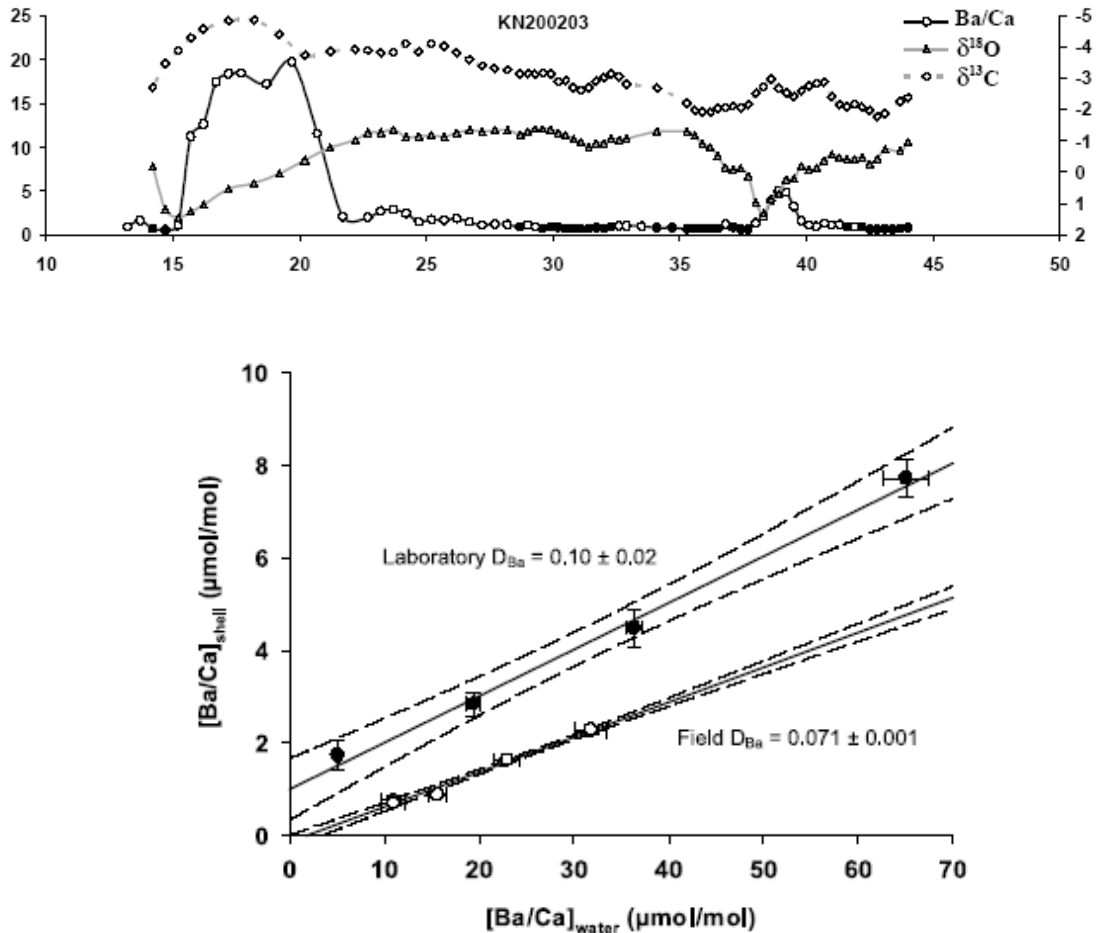 KN200203
25
20
15
10
5
0
-5
-4
-3
-2
-1
0
1
2
Ba/Ca
δ¹⁸O
δ¹³C
10 15 20 25 30 35 40 45 50
10
8
6
4
2
0
[Ba/Ca]shell (µmol/mol)
Laboratory DBa = 0.10 ± 0.02
Field DBa = 0.071 ± 0.001
0 10 20 30 40 50 60 70
[Ba/Ca]water (µmol/mol)